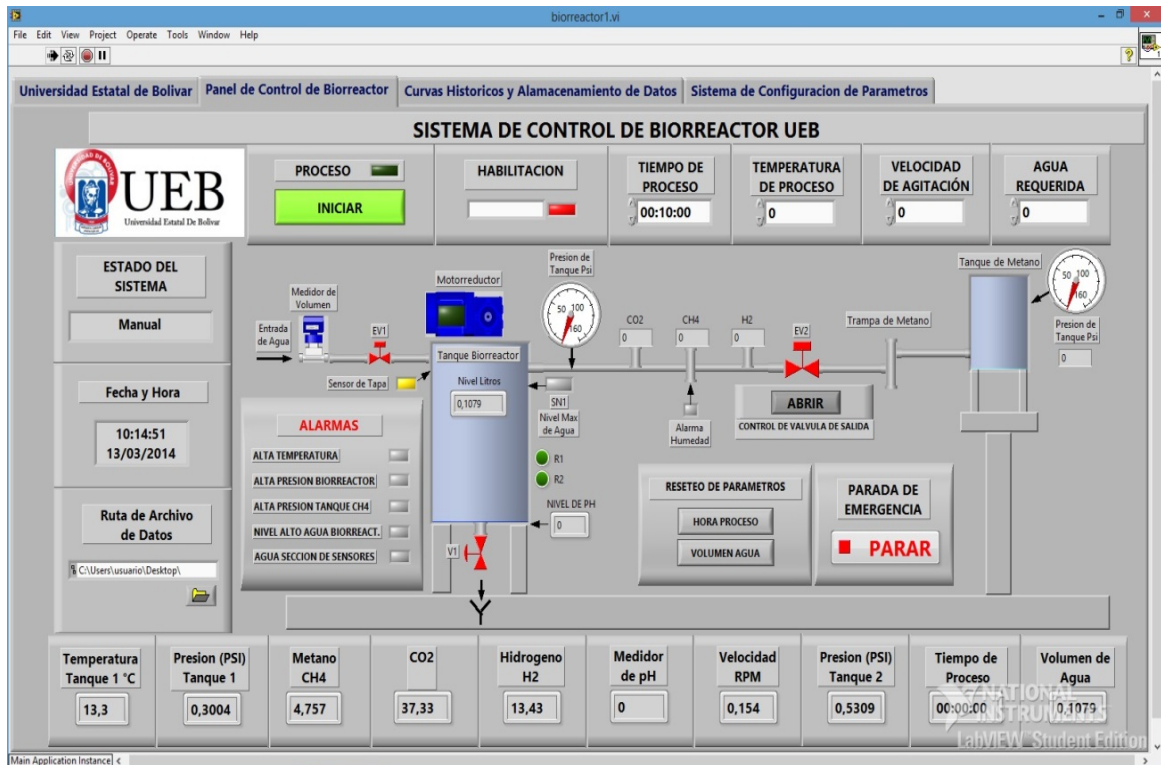 biorreactor1.vi
File Edit View Project Operate Tools Window Help
Universidad Estatal de Bolivar
Panel de Control de Biorreactor
Curvas Historicos y Alamacenamiento de Datos
Sistema de Configuracion de Parametros
SISTEMA DE CONTROL DE BIORREACTOR UEB
UEB
Universidad Estatal De Bolivar
PROCESO
INICIAR
HABILITACION
TIEMPO DE
PROCESO
00:10:00
TEMPERATURA
DE PROCESO
0
VELOCIDAD
DE AGITACIÓN
0
AGUA
REQUERIDA
0
ESTADO DEL
SISTEMA
Manual
Fecha y Hora
10:14:51
13/03/2014
Ruta de Archivo
de Datos
C:\Users\usuario\Desktop\
Entrada
de Agua
Medidor de
Volumen
EV1
Sensor de Tapa
Motorreductor
Tanque Biorreactor
Nivel Litros
0,1079
Presion de
Tanque Psi
50 100
160
SN1
Nivel Max
de Agua
R1
R2
NIVEL DE PH
0
V1
CO2
0
CH4
0
H2
0
EV2
Alarma
Humedad
ABRIR
CONTROL DE VALVULA DE SALIDA
Trampa de Metano
Tanque de Metano
50 100
160
Presion de
Tanque Psi
0
ALARMAS
ALTA TEMPERATURA
ALTA PRESION BIORREACTOR
ALTA PRESION TANQUE CH4
NIVEL ALTO AGUA BIORREACT.
AGUA SECCION DE SENSORES
RESETEO DE PARAMETROS
HORA PROCESO
VOLUMEN AGUA
PARADA DE
EMERGENCIA
PARAR
Temperatura
Tanque 1 °C
13,3
Presion (PSI)
Tanque 1
0,3004
Metano
CH4
4,757
CO2
37,33
Hidrogeno
H2
13,43
Medidor
de pH
0
Velocidad
RPM
0,154
Presion (PSI)
Tanque 2
0,5309
Tiempo de
Proceso
00:00:00
Volumen de
Agua
0,1079
NATIONAL
INSTRUMENTS
LabVIEW Student Edition
Main Application Instance